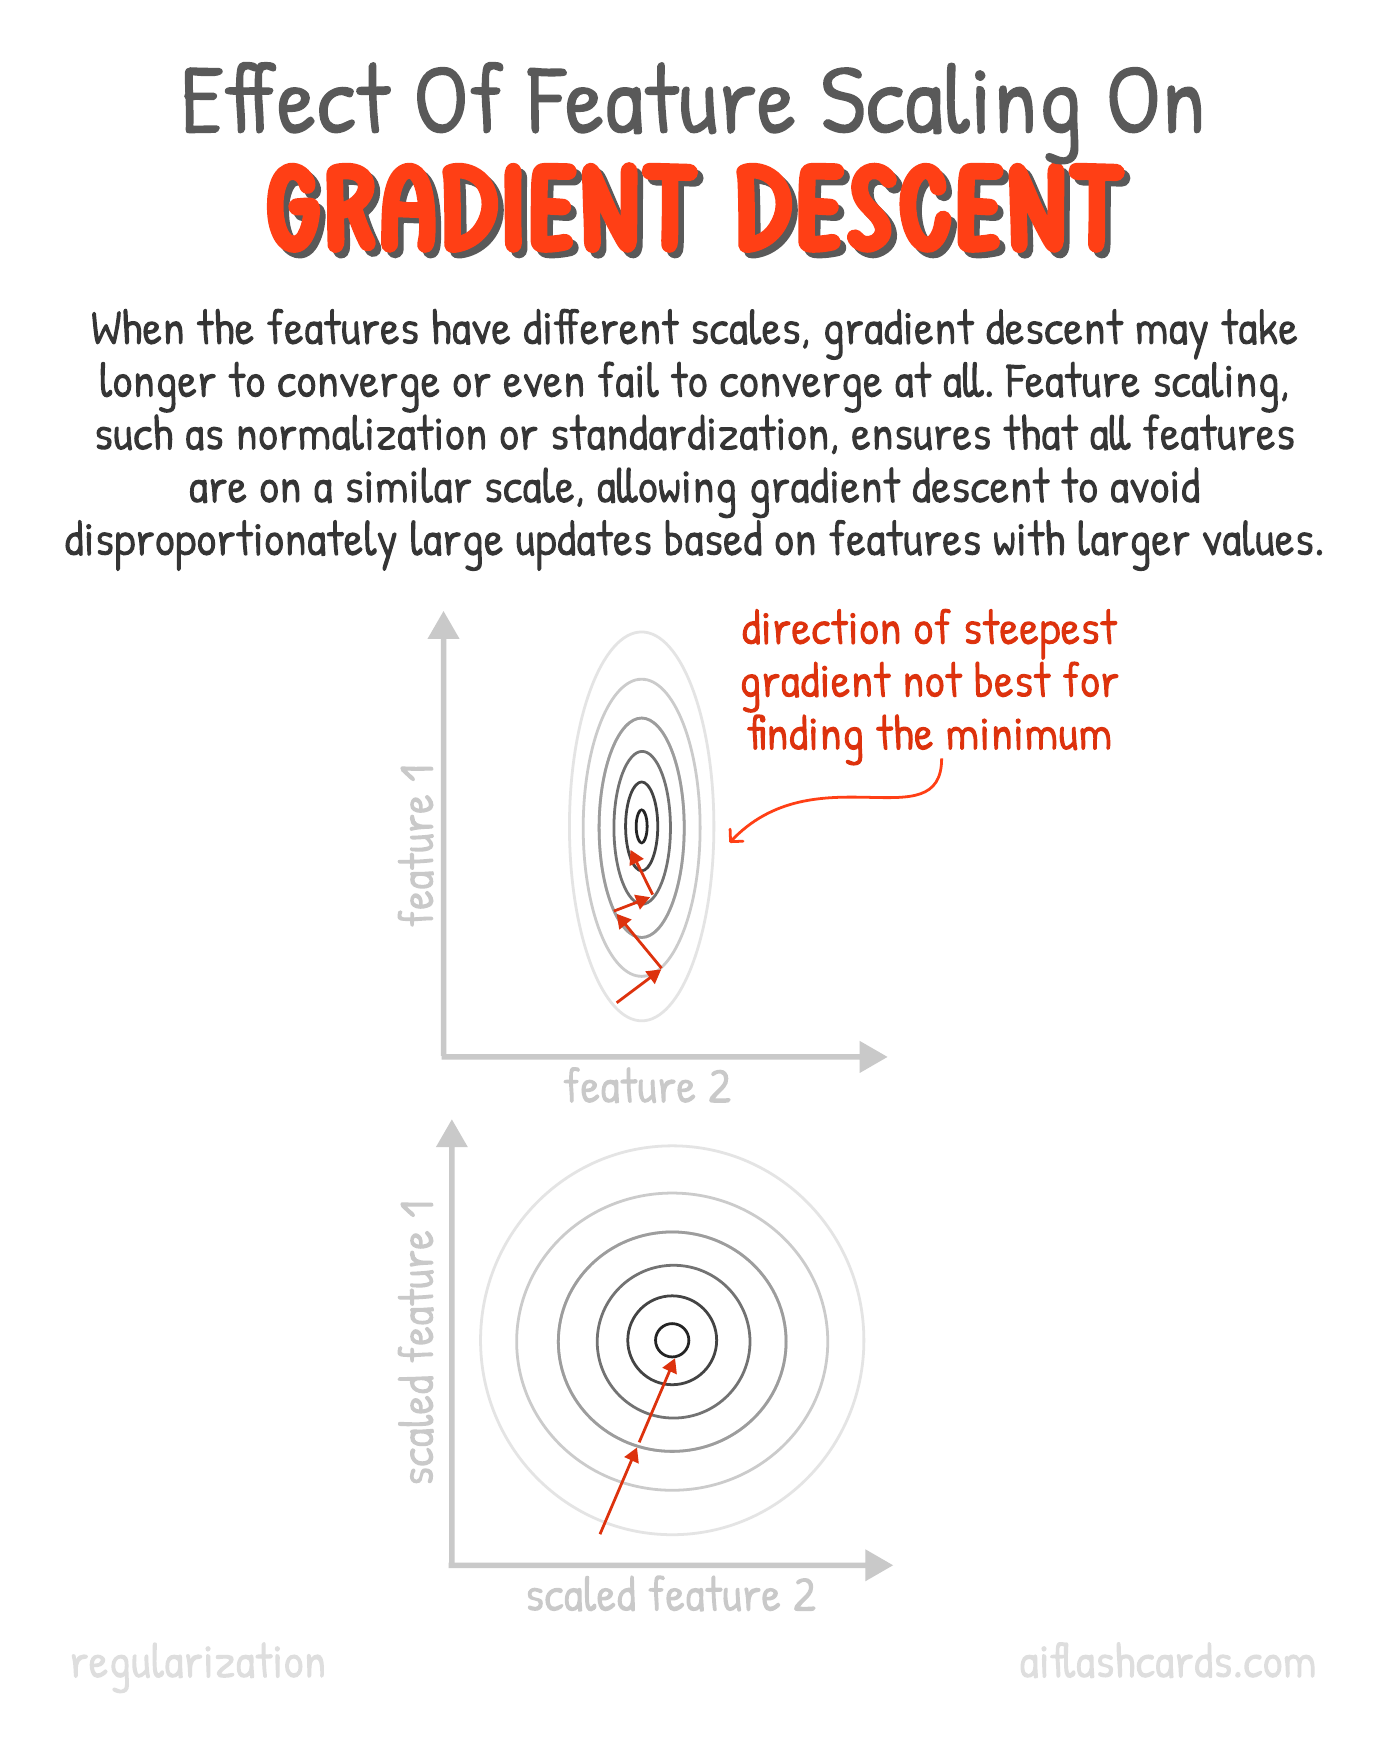 Effect Of Feature Scaling On
GRADIENT DESCENT
When the features have different scales, gradient descent may take
longer to converge or even fail to converge at all. Feature scaling,
such as normalization or standardization, ensures that all features
are on a similar scale, allowing gradient descent to avoid
disproportionately large updates based on features with larger values.
direction of steepest
gradient not best for
finding the minimum
feature 1
feature 2
scaled feature 1
scaled feature 2
regularization
aiflashcards.com